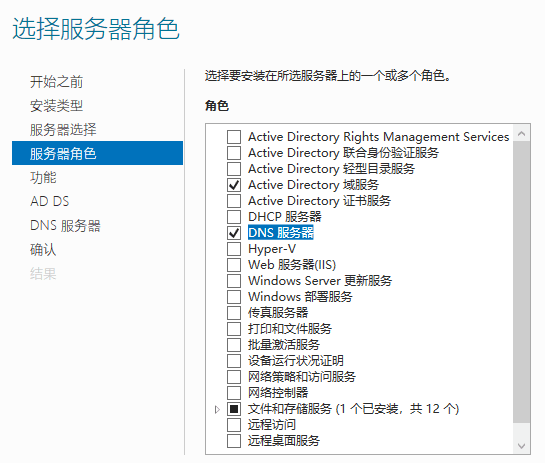 选择服务器角色
开始之前
安装类型
服务器选择
服务器角色
功能
AD DS
DNS 服务器
确认
结果
选择要安装在所选服务器上的一个或多个角色。
角色
Active Directory Rights Management Services
Active Directory 联合身份验证服务
Active Directory 轻型目录服务
Active Directory 域服务
Active Directory 证书服务
DHCP 服务器
DNS 服务器
Hyper-V
Web 服务器(IIS)
Windows Server 更新服务
Windows 部署服务
传真服务器
打印和文件服务
批量激活服务
设备运行状况证明
网络策略和访问服务
网络控制器
文件和存储服务 (1 个已安装，共 12 个)
远程访问
远程桌面服务